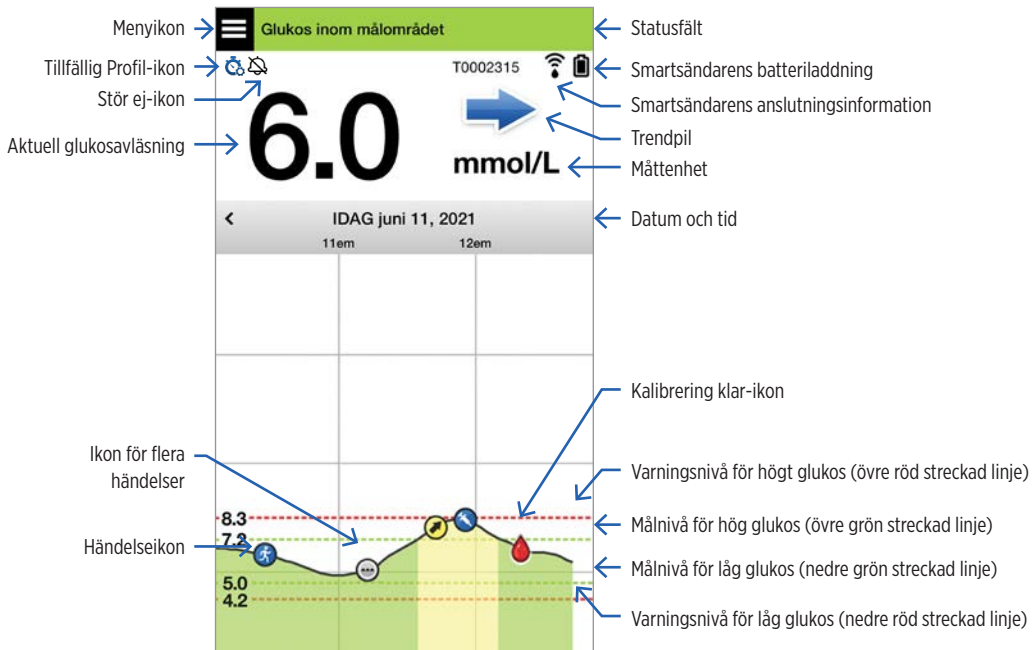 Menyikon
Glukos inom målområdet
Statusfält
Tillfällig Profil-ikon
T0002315
Smartsändarens batteriladdning
Stör ej-ikon
Smartsändarens anslutningsinformation
Aktuell glukosavläsning
6.0
Trendpil
mmol/L
Måttenhet
< IDAG juni 11, 2021
Datum och tid
11em 12em
Kalibrering klar-ikon
Ikon för flera
händelser
Varningsnivå för högt glukos (övre röd streckad linje)
8.3
Målnivå för hög glukos (övre grön streckad linje)
7.2
Händelseikon
Målnivå för låg glukos (nedre grön streckad linje)
5.0
4.2
Varningsnivå för låg glukos (nedre röd streckad linje)